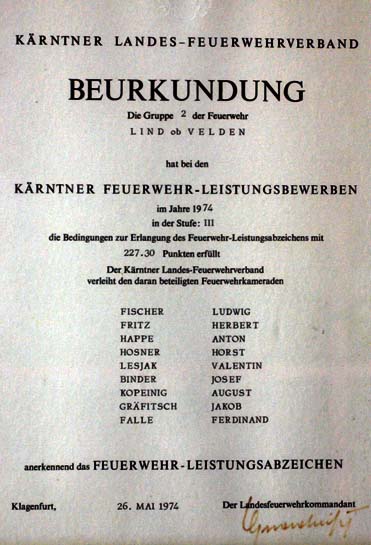 KÄRNTNER LANDES-FEUERWEHRVERBAND
BEURKUNDUNG
Die Gruppe 2 der Feuerwehr
LIND ob VELDEN
hat bei den
KÄRNTNER FEUERWEHR-LEISTUNGSBEWERBEN
im Jahre 1974
in der Stufe: III
die Bedingungen zur Erlangung des Feuerwehr-Leistungsabzeichens mit
227.30 Punkten erfüllt
Der Kärntner Landes-Feuerwehrverband
verleiht den daran beteiligten Feuerwehrkameraden
FISCHER LUDWIG
FRITZ HERBERT
HAPPE ANTON
HOSNER HORST
LESJAK VALENTIN
BINDER JOSEF
KOPEINIG AUGUST
GRÄFITSCH JAKOB
FALLE FERDINAND
anerkennend das FEUERWEHR-LEISTUNGSABZEICHEN
Klagenfurt, 26. MAI 1974 Der Landesfeuerwehrkommandant